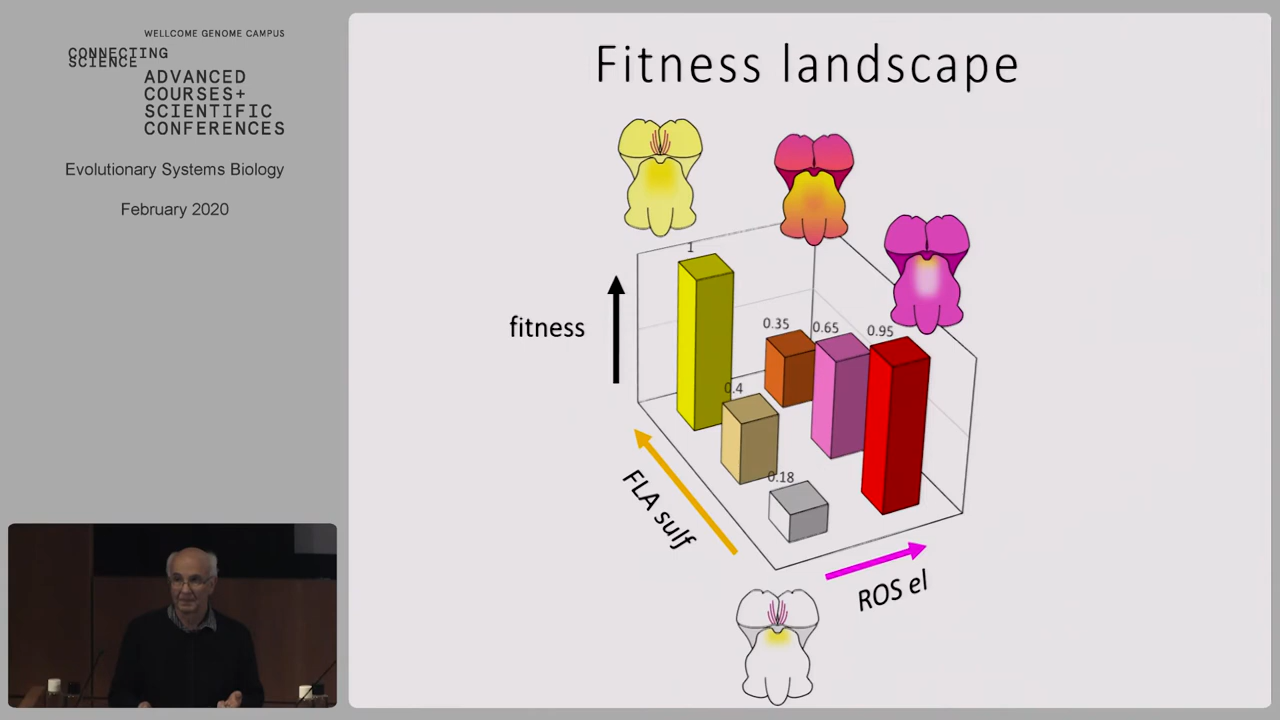 WELLCOME GENOME CAMPUS
CONNECTING
SCIENCE
ADVANCED
COURSES+
SCIENTIFIC
CONFERENCES
Evolutionary Systems Biology
February 2020
Fitness landscape
1
fitness
0.35
0.65
0.95
0.4
0.18
FLA sulf
ROS el